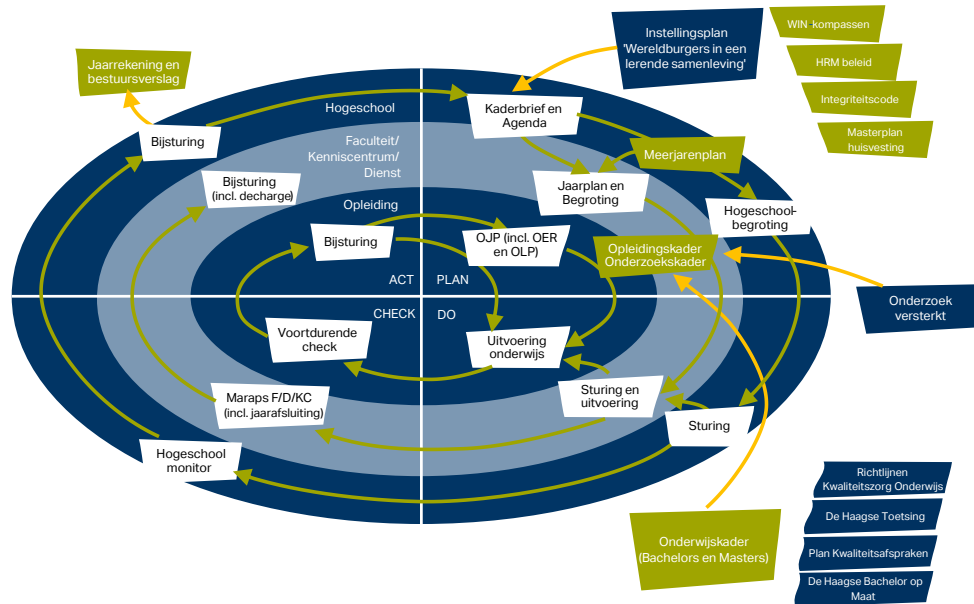 Instellingsplan
'Wereldburgers in een
lerende samenleving'
WIN-kompassen
HRM beleid
Integriteitscode
Masterplan
huisvesting
Jaarrekening en
bestuursverslag
Hogeschool
Kaderbrief en
Agenda
Bijsturing
Faculteit/
Kenniscentrum/
Dienst
Meerjarenplan
Bijsturing
(incl. decharge)
Jaarplan en
Begroting
Opleiding
Hogeschool-
begroting
Bijsturing
OJP (incl. OER
en OLP)
Opleidingskader
Onderzoekskader
ACT
PLAN
CHECK
DO
Onderzoek
versterkt
Voortdurende
check
Uitvoering
onderwijs
Maraps F/D/KC
(incl. jaarafsluiting)
Sturing en
uitvoering
Sturing
Hogeschool
monitor
Richtlijnen
Kwaliteitszorg Onderwijs
De Haagse Toetsing
Onderwijskader
(Bachelors en Masters)
Plan Kwaliteitsafspraken
De Haagse Bachelor op
Maat